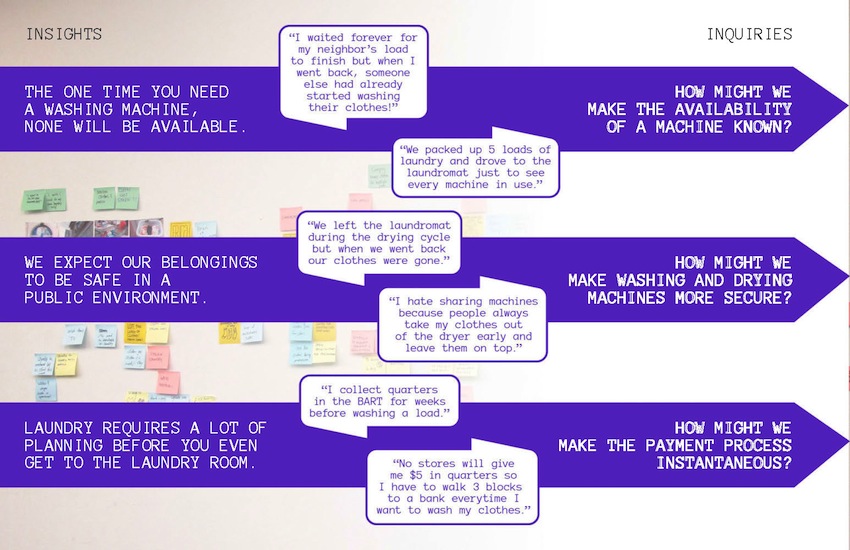 INSIGHTS
INQUIRIES
THE ONE TIME YOU NEED
A WASHING MACHINE,
NONE WILL BE AVAILABLE.
“I waited forever for
my neighbor’s load
to finish but when I
went back, someone
else had already
started washing
their clothes!”
“We packed up 5 loads of
laundry and drove to the
laundromat just to see
every machine in use.”
HOW MIGHT WE
MAKE THE AVAILABILITY
OF A MACHINE KNOWN?
WE EXPECT OUR BELONGINGS
TO BE SAFE IN A
PUBLIC ENVIRONMENT.
“We left the laundromat
during the drying cycle
but when we went back
our clothes were gone.”
“I hate sharing machines
because people always
take my clothes out
of the dryer early and
leave them on top.”
HOW MIGHT WE
MAKE WASHING AND DRYING
MACHINES MORE SECURE?
LAUNDRY REQUIRES A LOT OF
PLANNING BEFORE YOU EVEN
GET TO THE LAUNDRY ROOM.
“I collect quarters
in the BART for weeks
before washing a load.”
“No stores will give
me $5 in quarters so
I have to walk 3 blocks
to a bank everytime I
want to wash my clothes.”
HOW MIGHT WE
MAKE THE PAYMENT PROCESS
INSTANTANEOUS?